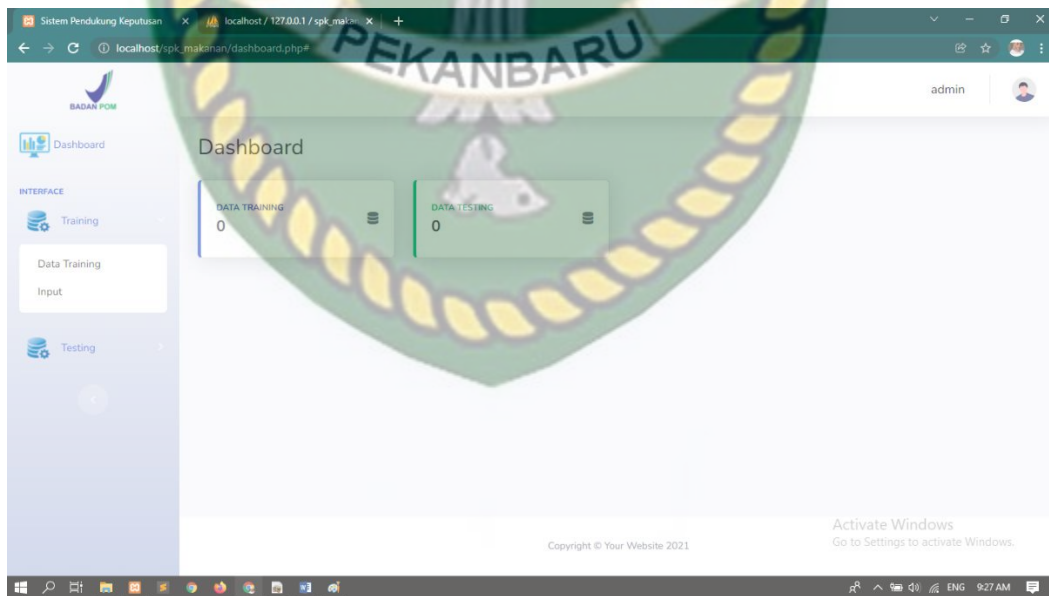 Sistem Pendukung Keputusan
localhost / 127.0.0.1 / spk_makan
localhost/spk_makanan/dashboard.php#
PEKANBARU
BADAN POM
admin
Dashboard
Dashboard
INTERFACE
DATA TRAINING
0
DATA TESTING
0
Training
Data Training
Input
Testing
Copyright © Your Website 2021
Activate Windows
Go to Settings to activate Windows.
ENG
9:27 AM